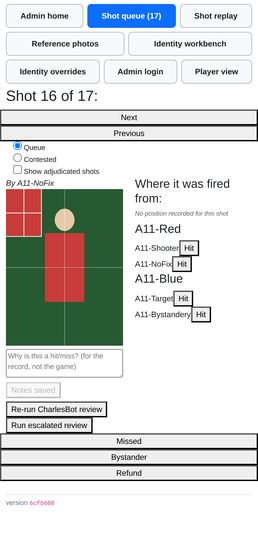 Admin home
Shot queue (17)
Shot replay
Reference photos
Identity workbench
Identity overrides
Admin login
Player view
Shot 16 of 17:
Next
Previous
Queue
Contested
Show adjudicated shots
By A11-NoFix
Where it was fired from:
No position recorded for this shot
A11-Red
A11-Shooter Hit
A11-NoFix Hit
A11-Blue
A11-Target Hit
A11-Bystandery Hit
Why is this a hit/miss? (for the
record, not the game)
Notes saved
Re-run CharlesBot review
Run escalated review
Missed
Bystander
Refund
version 6cf5608